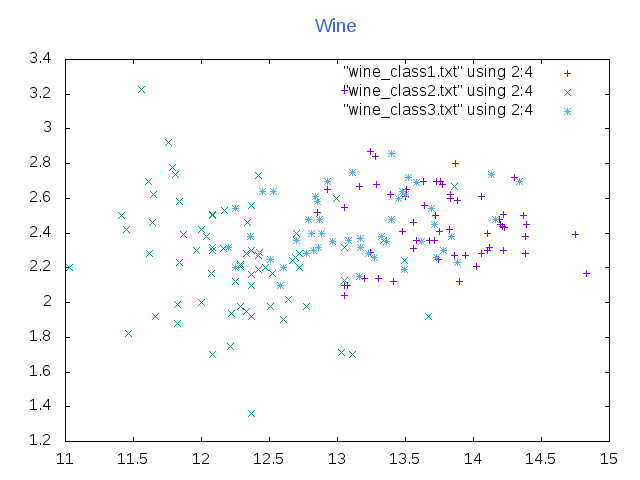 Wine
3.4
"wine_class1.txt" using 2:4
3.2
"wine_class2.txt" using 2:4
"wine_class3.txt" using 2:4
3
2.8
2.6
2.4
2.2
2
1.8
1.6
1.4
1.2
11 11.5 12 12.5 13 13.5 14 14.5 15